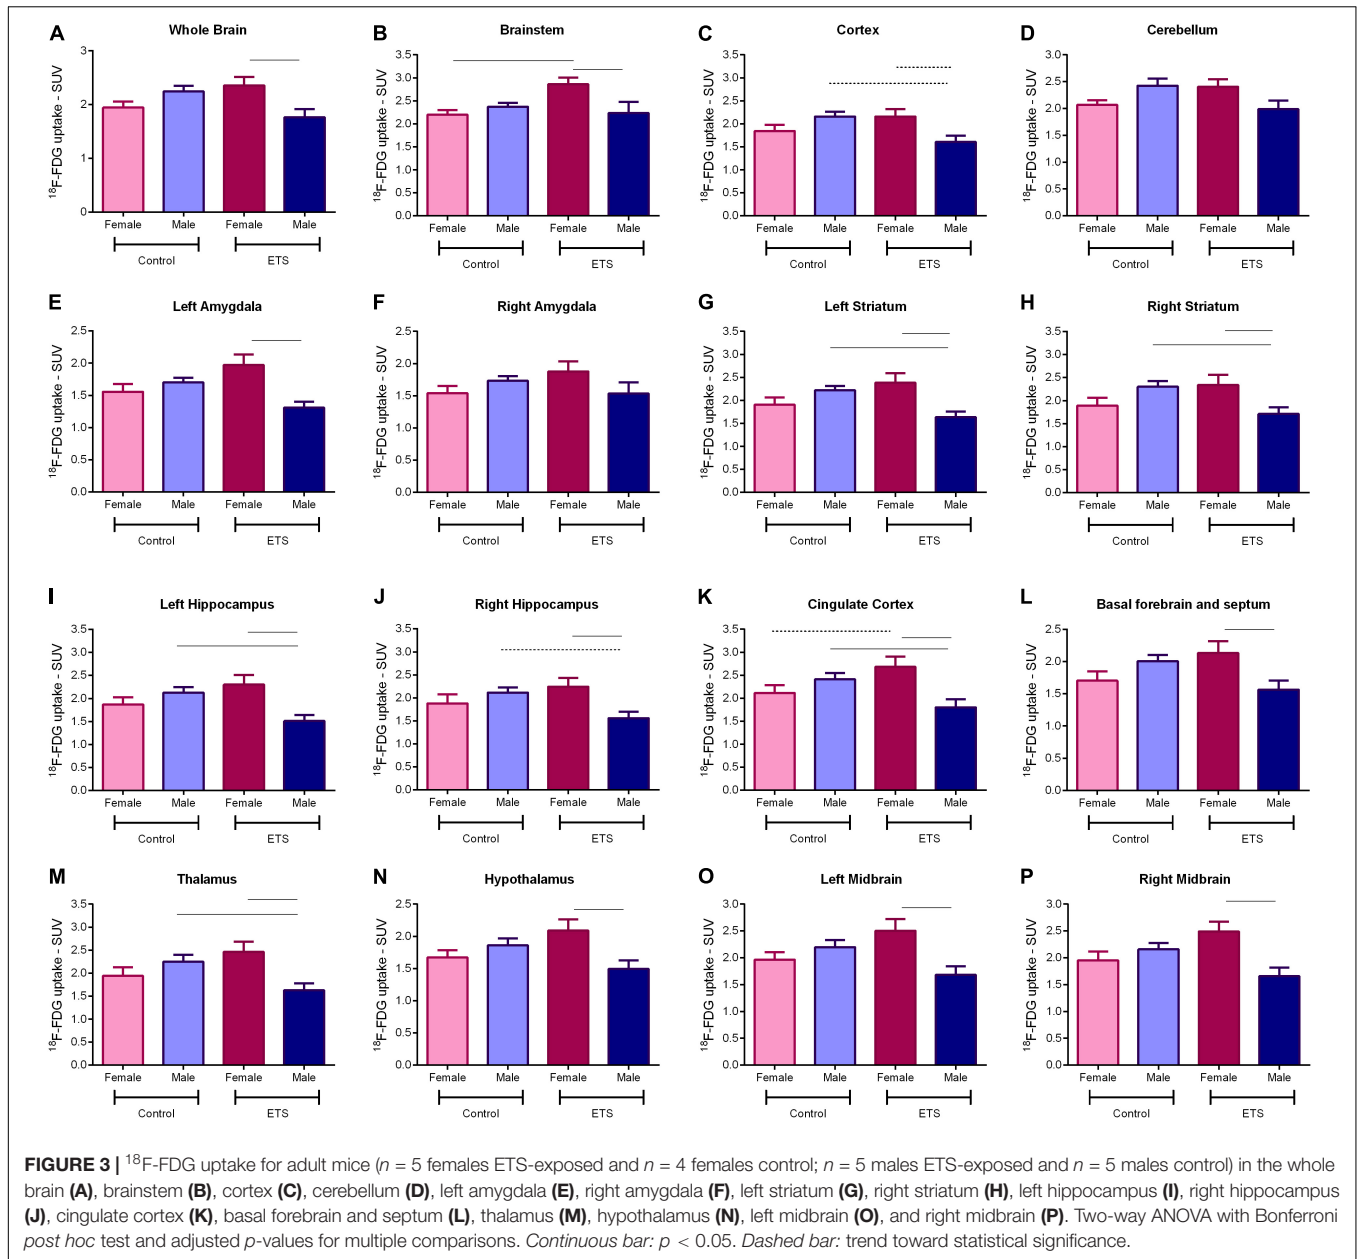 A Whole Brain
3
2
1
0
18F-FDG uptake - SUV
Female Male Female Male
Control ETS
B Brainstem
3.5
3.0
2.5
2.0
1.5
1.0
0.5
0.0
18F-FDG uptake - SUV
Female Male Female Male
Control ETS
C Cortex
3.5
3.0
2.5
2.0
1.5
1.0
0.5
0.0
18F-FDG uptake - SUV
Female Male Female Male
Control ETS
D Cerebellum
3.0
2.5
2.0
1.5
1.0
0.5
0.0
18F-FDG uptake - SUV
Female Male Female Male
Control ETS
E Left Amygdala
2.5
2.0
1.5
1.0
0.5
0.0
18F-FDG uptake - SUV
Female Male Female Male
Control ETS
F Right Amygdala
2.5
2.0
1.5
1.0
0.5
0.0
18F-FDG uptake - SUV
Female Male Female Male
Control ETS
G Left Striatum
3.5
3.0
2.5
2.0
1.5
1.0
0.5
0.0
18F-FDG uptake - SUV
Female Male Female Male
Control ETS
H Right Striatum
3.5
3.0
2.5
2.0
1.5
1.0
0.5
0.0
18F-FDG uptake - SUV
Female Male Female Male
Control ETS
I Left Hippocampus
3.5
3.0
2.5
2.0
1.5
1.0
0.5
0.0
18F-FDG uptake - SUV
Female Male Female Male
Control ETS
J Right Hippocampus
3.5
3.0
2.5
2.0
1.5
1.0
0.5
0.0
18F-FDG uptake - SUV
Female Male Female Male
Control ETS
K Cingulate Cortex
3.5
3.0
2.5
2.0
1.5
1.0
0.5
0.0
18F-FDG uptake - SUV
Female Male Female Male
Control ETS
L Basal forebrain and septum
2.5
2.0
1.5
1.0
0.5
0.0
18F-FDG uptake - SUV
Female Male Female Male
Control ETS
M Thalamus
3.5
3.0
2.5
2.0
1.5
1.0
0.5
0.0
18F-FDG uptake - SUV
Female Male Female Male
Control ETS
N Hypothalamus
2.5
2.0
1.5
1.0
0.5
0.0
18F-FDG uptake - SUV
Female Male Female Male
Control ETS
O Left Midbrain
3.0
2.5
2.0
1.5
1.0
0.5
0.0
18F-FDG uptake - SUV
Female Male Female Male
Control ETS
P Right Midbrain
3.0
2.5
2.0
1.5
1.0
0.5
0.0
18F-FDG uptake - SUV
Female Male Female Male
Control ETS
FIGURE 3 | 18F-FDG uptake for adult mice (n = 5 females ETS-exposed and n = 4 females control; n = 5 males ETS-exposed and n = 5 males control) in the whole
brain (A), brainstem (B), cortex (C), cerebellum (D), left amygdala (E), right amygdala (F), left striatum (G), right striatum (H), left hippocampus (I), right hippocampus
(J), cingulate cortex (K), basal forebrain and septum (L), thalamus (M), hypothalamus (N), left midbrain (O), and right midbrain (P). Two-way ANOVA with Bonferroni
post hoc test and adjusted p-values for multiple comparisons. Continuous bar: p < 0.05. Dashed bar: trend toward statistical significance.